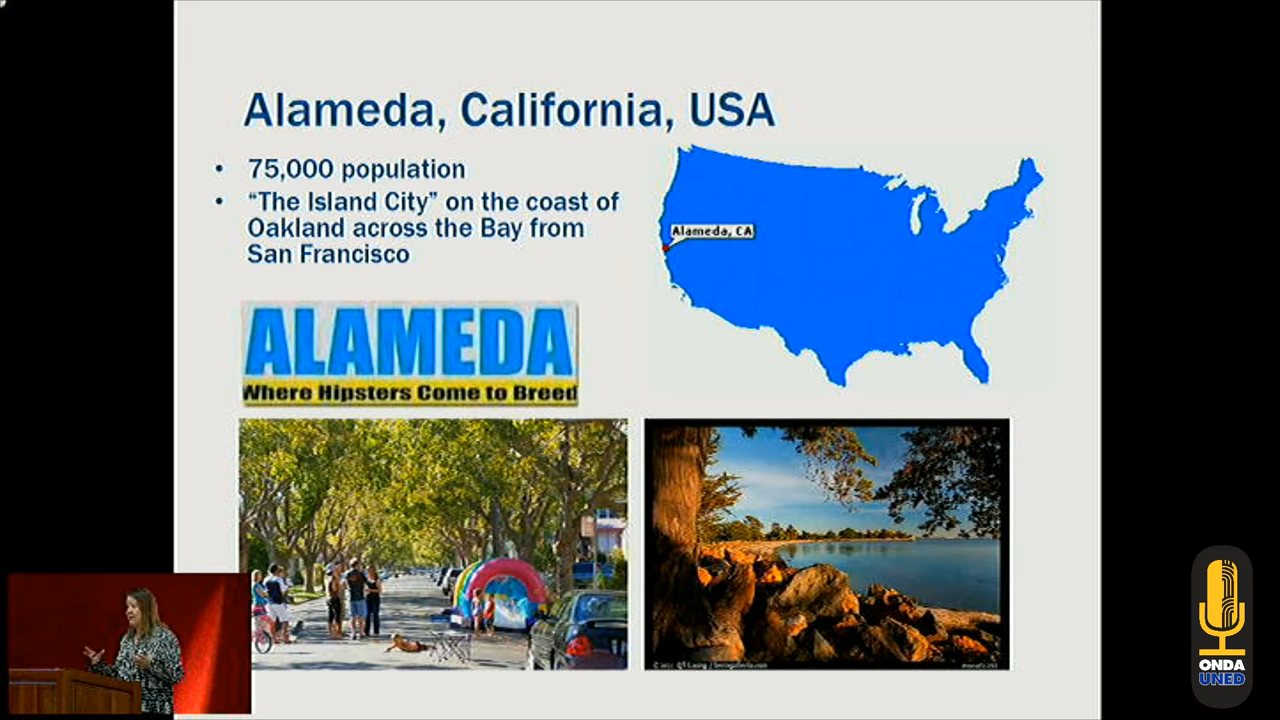 Alameda, California, USA
• 75,000 population
• “The Island City” on the coast of
Oakland across the Bay from
San Francisco
Alameda, CA
ALAMEDA
Where Hipsters Come to Breed
ONDA
UNED